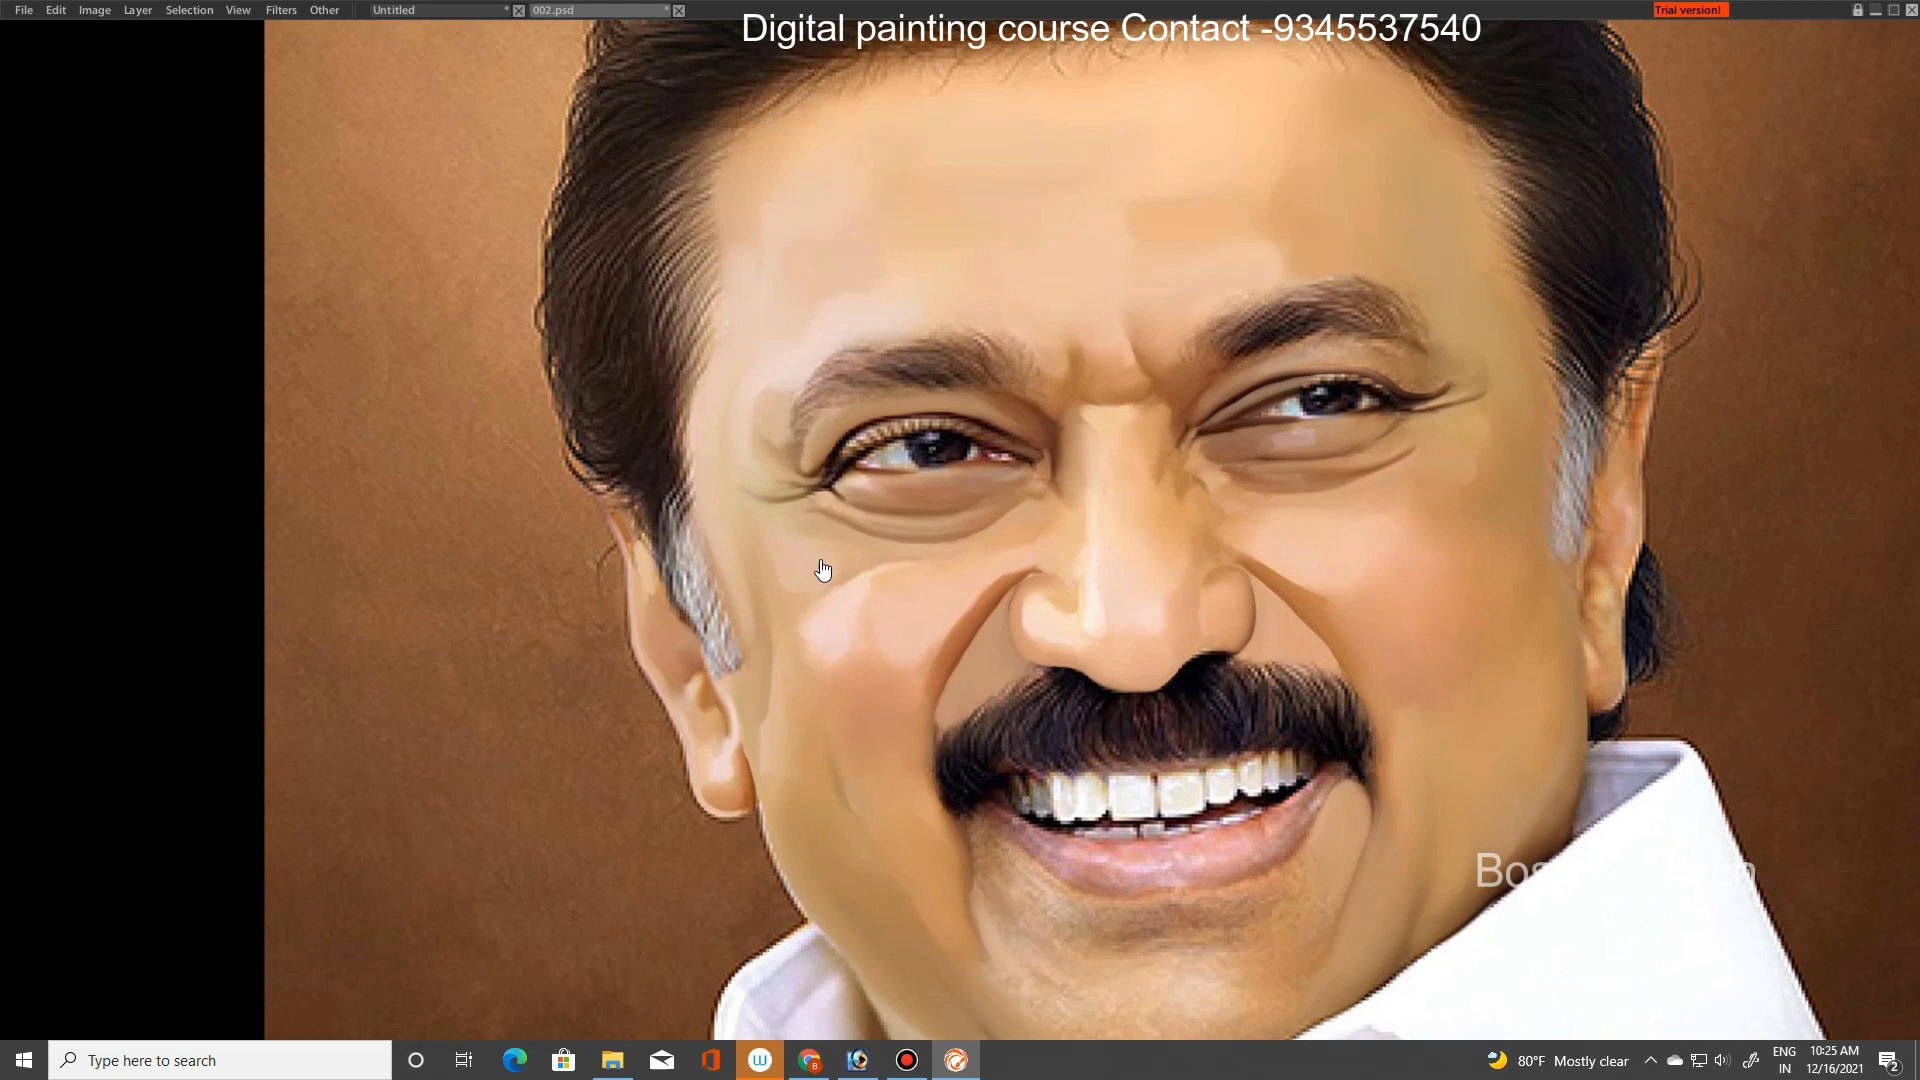 File Edit Image Layer Selection View Filters Other Untitled * 002.psd * Trial version!
Digital painting course Contact -9345537540
Type here to search
80°F Mostly clear
ENG
IN
10:25 AM
12/16/2021
2